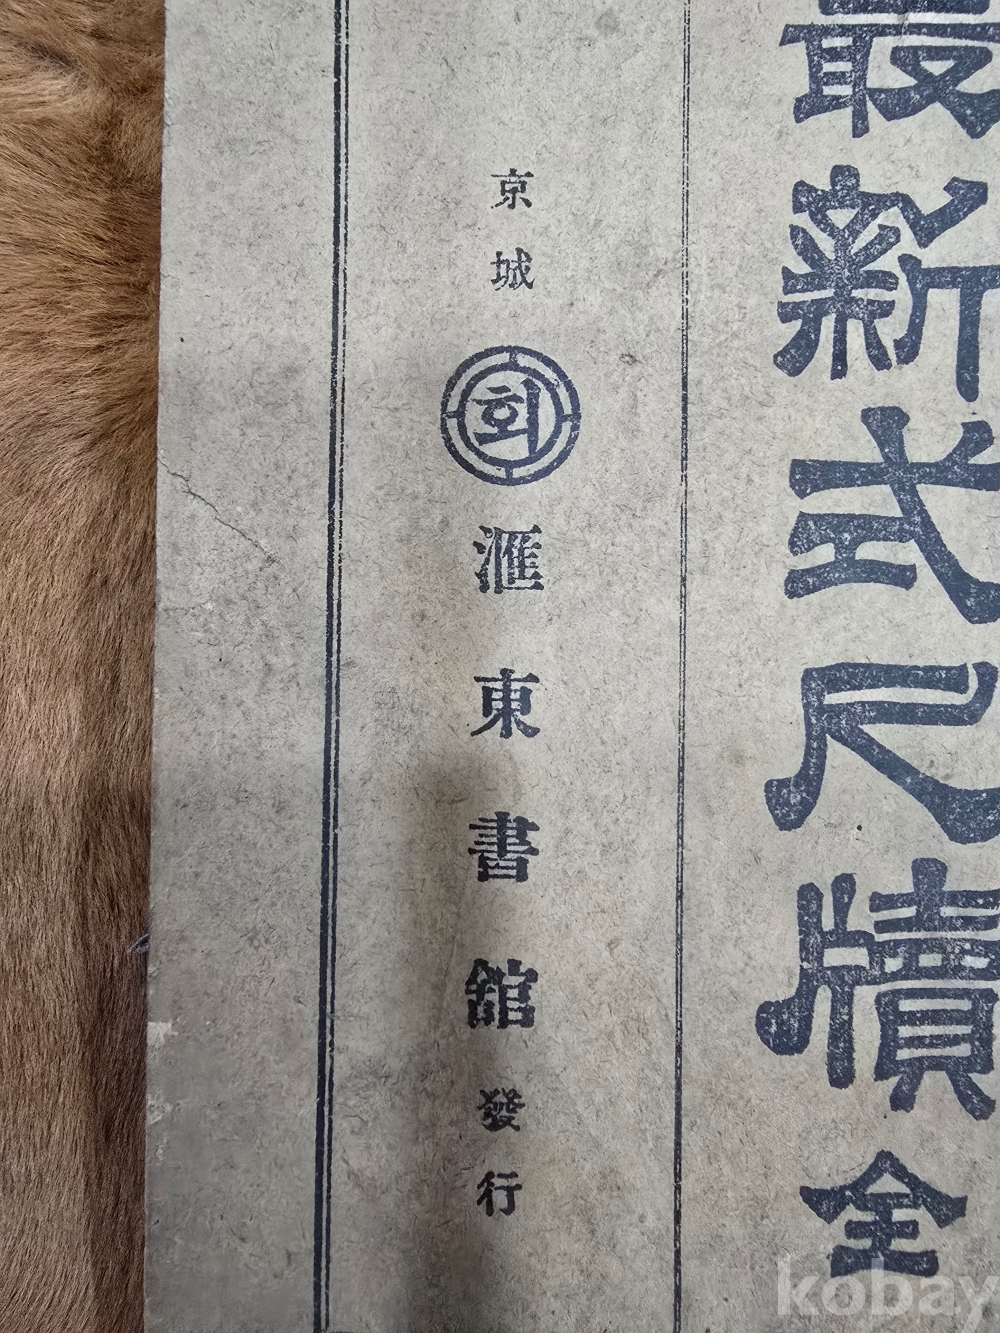 最新式尺牘全
京城 회 滙東書舘 發行
kobay